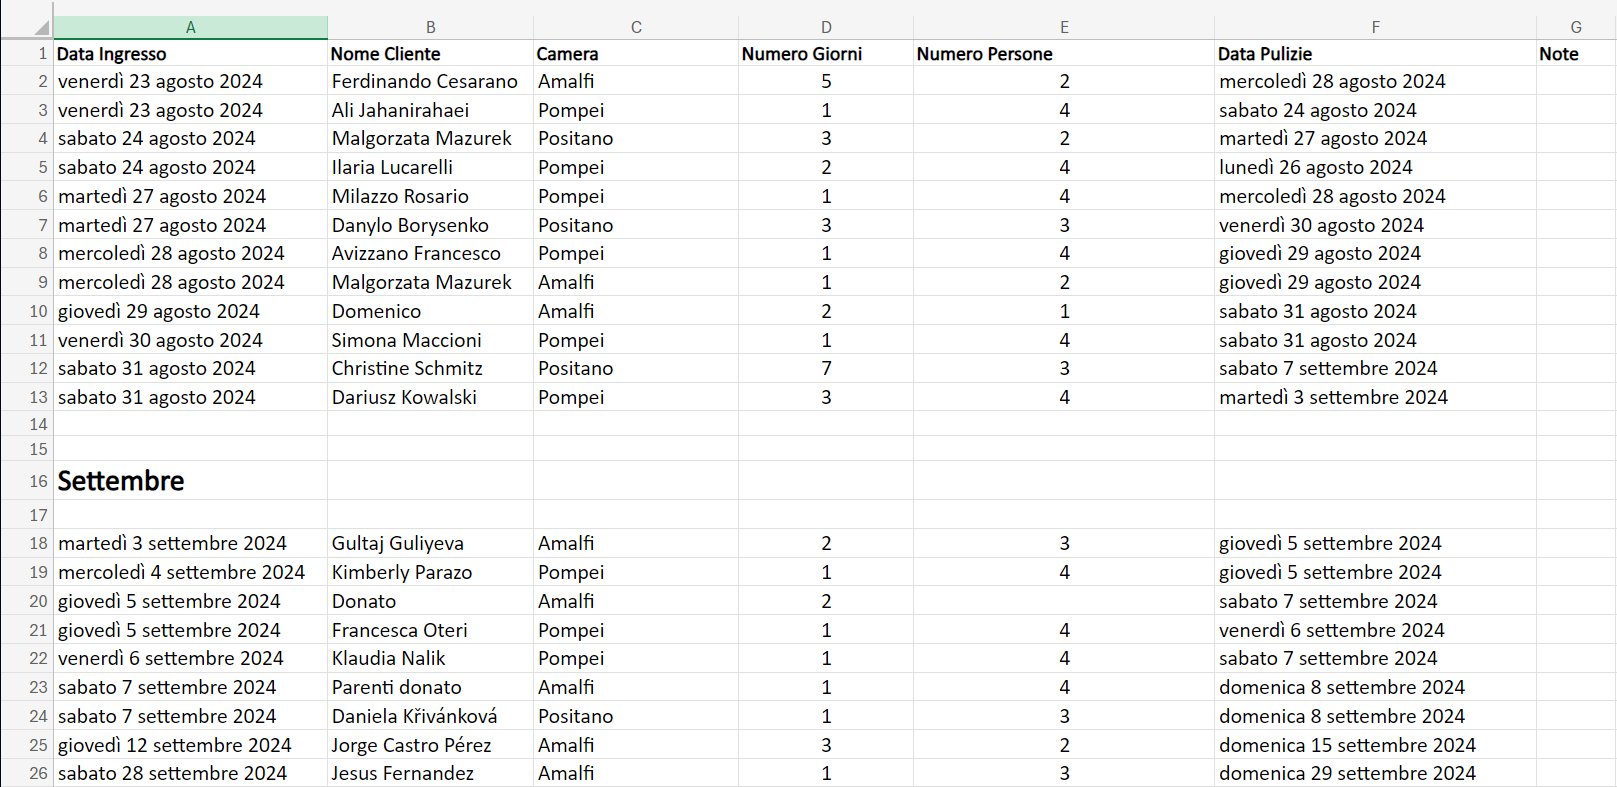 A B C D E F G
1 Data Ingresso Nome Cliente Camera Numero Giorni Numero Persone Data Pulizie Note
2 venerdì 23 agosto 2024 Ferdinando Cesarano Amalfi 5 2 mercoledì 28 agosto 2024
3 venerdì 23 agosto 2024 Ali Jahanirahaei Pompei 1 4 sabato 24 agosto 2024
4 sabato 24 agosto 2024 Malgorzata Mazurek Positano 3 2 martedì 27 agosto 2024
5 sabato 24 agosto 2024 Ilaria Lucarelli Pompei 2 4 lunedì 26 agosto 2024
6 martedì 27 agosto 2024 Milazzo Rosario Pompei 1 4 mercoledì 28 agosto 2024
7 martedì 27 agosto 2024 Danylo Borysenko Positano 3 3 venerdì 30 agosto 2024
8 mercoledì 28 agosto 2024 Avizzano Francesco Pompei 1 4 giovedì 29 agosto 2024
9 mercoledì 28 agosto 2024 Malgorzata Mazurek Amalfi 1 2 giovedì 29 agosto 2024
10 giovedì 29 agosto 2024 Domenico Amalfi 2 1 sabato 31 agosto 2024
11 venerdì 30 agosto 2024 Simona Maccioni Pompei 1 4 sabato 31 agosto 2024
12 sabato 31 agosto 2024 Christine Schmitz Positano 7 3 sabato 7 settembre 2024
13 sabato 31 agosto 2024 Dariusz Kowalski Pompei 3 4 martedì 3 settembre 2024
14
15
16 Settembre
17
18 martedì 3 settembre 2024 Gultaj Guliyeva Amalfi 2 3 giovedì 5 settembre 2024
19 mercoledì 4 settembre 2024 Kimberly Parazo Pompei 1 4 giovedì 5 settembre 2024
20 giovedì 5 settembre 2024 Donato Amalfi 2 sabato 7 settembre 2024
21 giovedì 5 settembre 2024 Francesca Oteri Pompei 1 4 venerdì 6 settembre 2024
22 venerdì 6 settembre 2024 Klaudia Nalik Pompei 1 4 sabato 7 settembre 2024
23 sabato 7 settembre 2024 Parenti donato Amalfi 1 4 domenica 8 settembre 2024
24 sabato 7 settembre 2024 Daniela Křivánková Positano 1 3 domenica 8 settembre 2024
25 giovedì 12 settembre 2024 Jorge Castro Pérez Amalfi 3 2 domenica 15 settembre 2024
26 sabato 28 settembre 2024 Jesus Fernandez Amalfi 1 3 domenica 29 settembre 2024